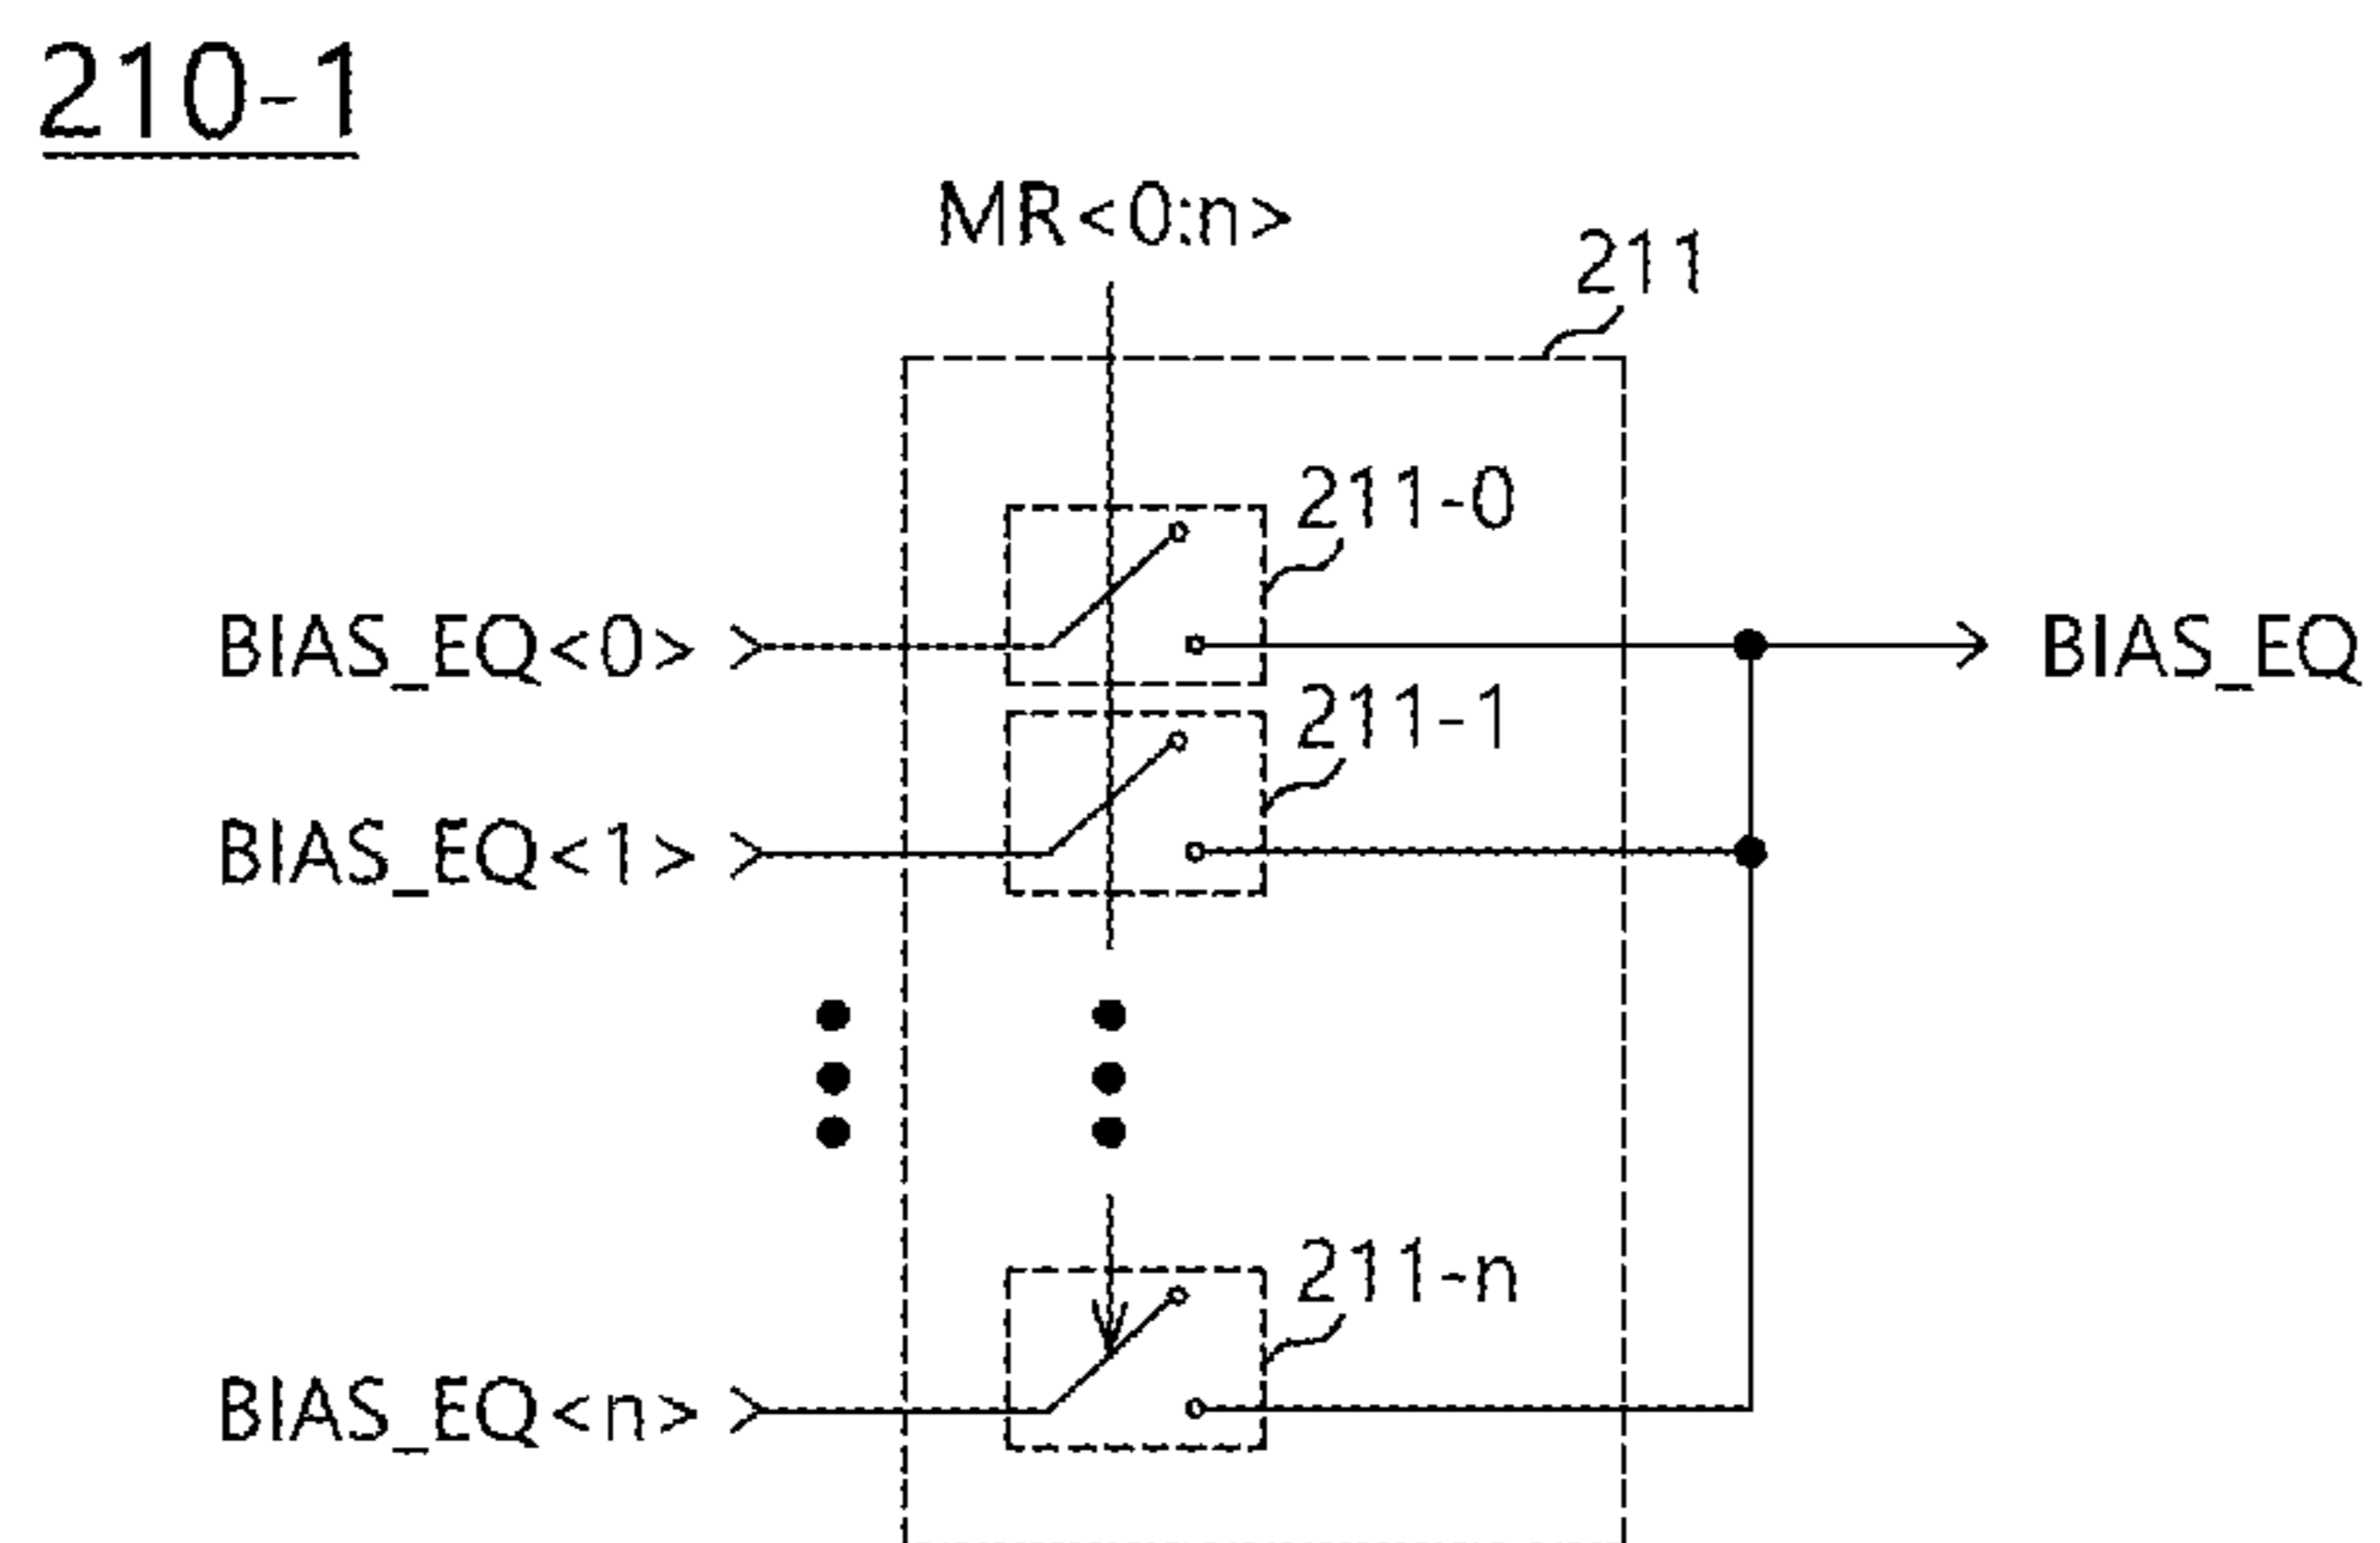 210-1
MR<0:n>
211
211-0
BIAS_EQ<0>
BIAS_EQ
211-1
BIAS_EQ<1>
211-n
BIAS_EQ<n>